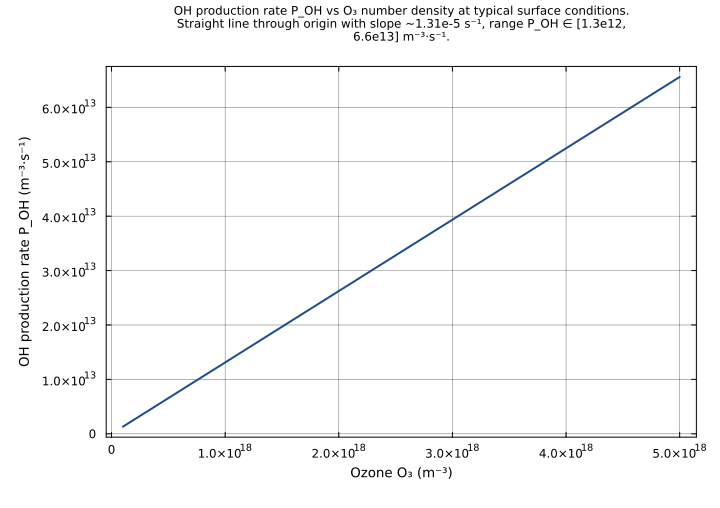 OH production rate P_OH vs O₃ number density at typical surface conditions.
Straight line through origin with slope ~1.31e-5 s⁻¹, range P_OH ∈ [1.3e12,
6.6e13] m⁻³·s⁻¹.
OH production rate P_OH (m⁻³·s⁻¹)
6.0×10¹³
5.0×10¹³
4.0×10¹³
3.0×10¹³
2.0×10¹³
1.0×10¹³
0
0 1.0×10¹⁸ 2.0×10¹⁸ 3.0×10¹⁸ 4.0×10¹⁸ 5.0×10¹⁸
Ozone O₃ (m⁻³)